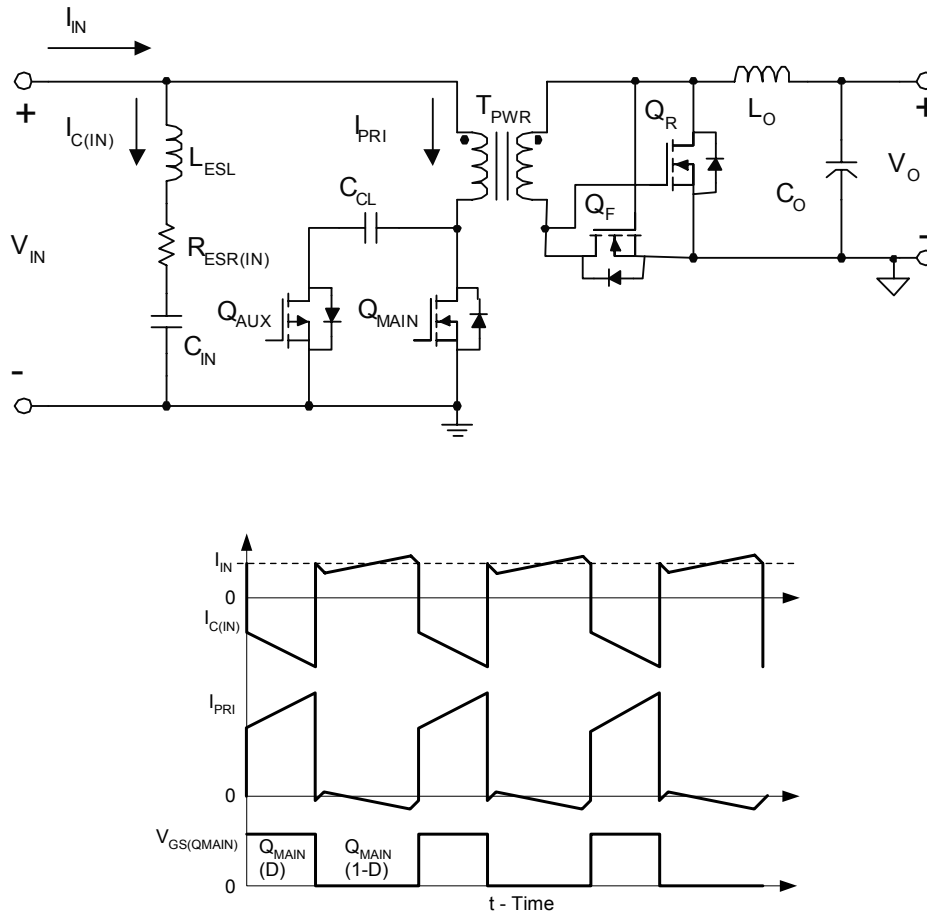 I_IN
+
I_C(IN)
L_ESL
I_PRI
T_PWR
Q_R
L_O
+
C_CL
Q_F
C_O
V_O
V_IN
R_ESR(IN)
-
Q_AUX
Q_MAIN
C_IN
-
I_IN
0
I_C(IN)
I_PRI
0
V_GS(QMAIN)
Q_MAIN
(D)
Q_MAIN
(1-D)
0
t - Time